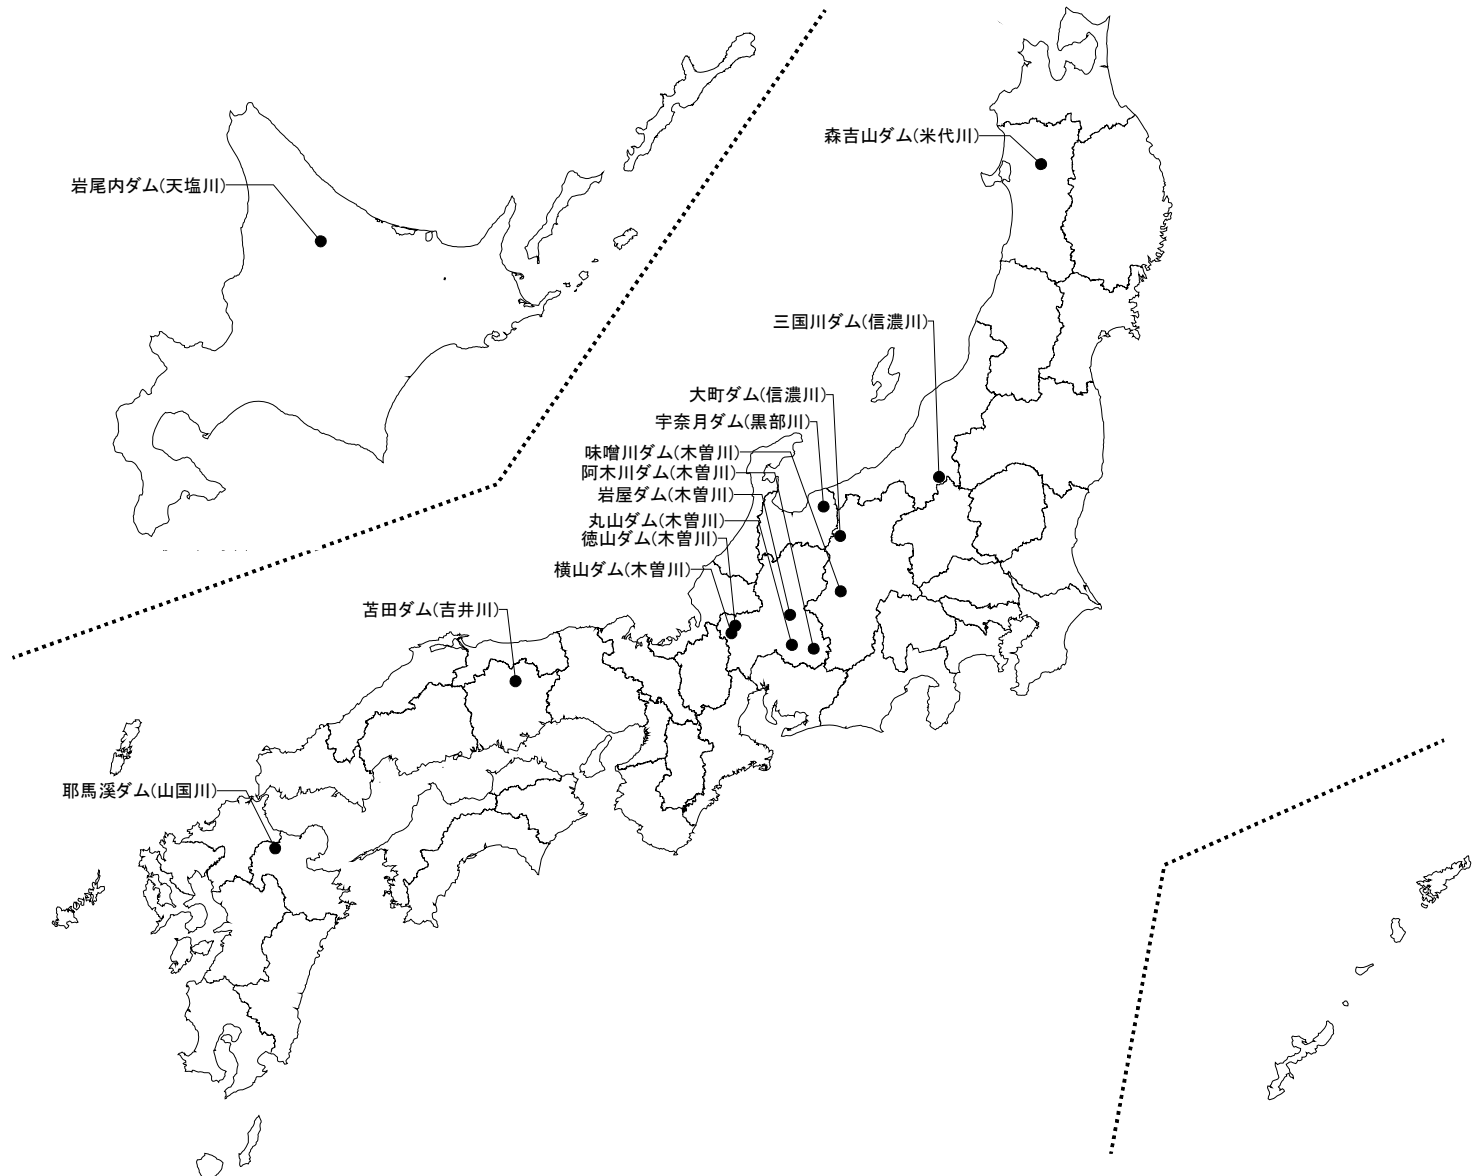 森吉山ダム(米代川)
岩尾内ダム(天塩川)
三国川ダム(信濃川)
大町ダム(信濃川)
宇奈月ダム(黒部川)
味噌川ダム(木曽川)
阿木川ダム(木曽川)
岩屋ダム(木曽川)
丸山ダム(木曽川)
徳山ダム(木曽川)
横山ダム(木曽川)
苫田ダム(吉井川)
耶馬溪ダム(山国川)